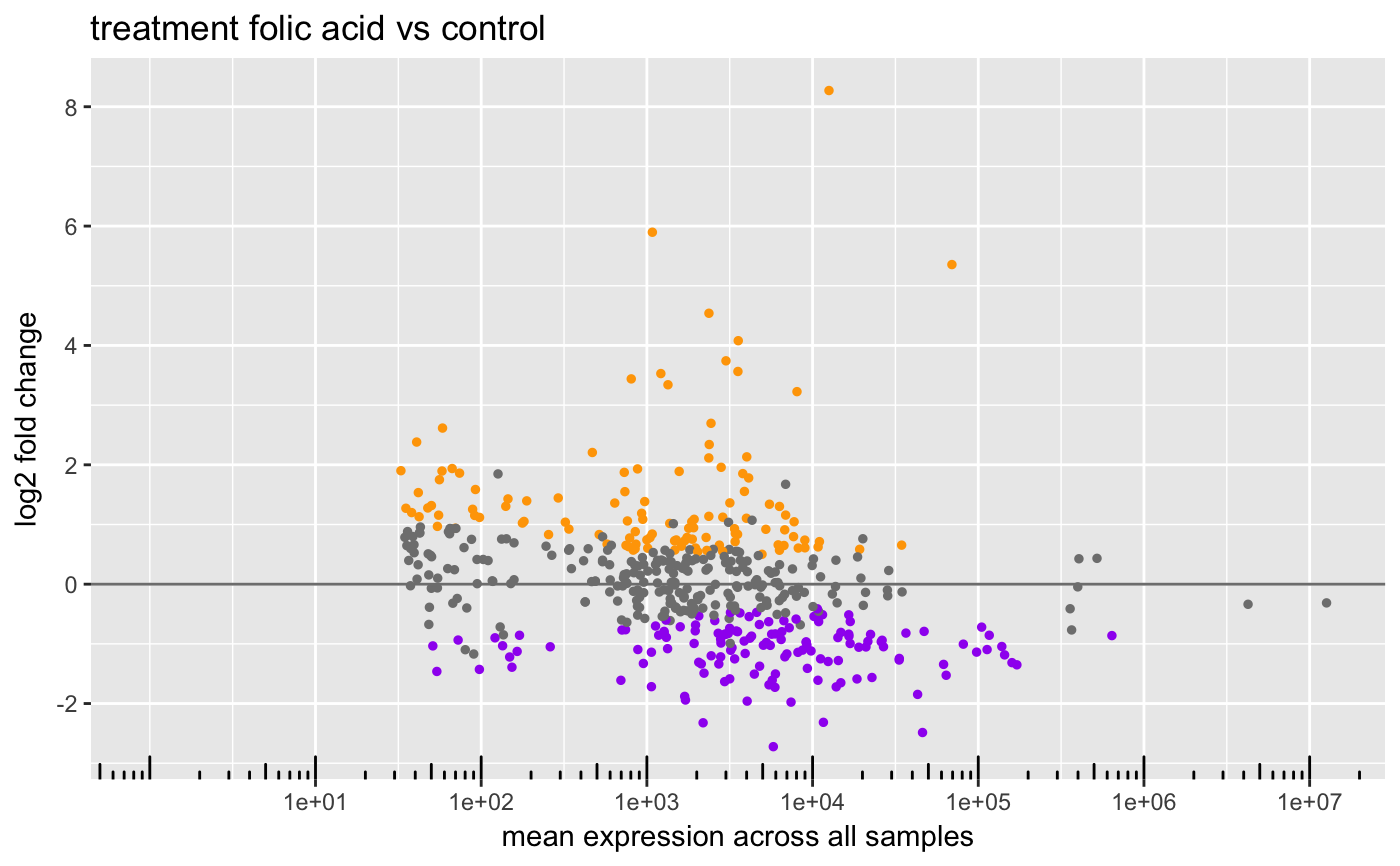 treatment folic acid vs control
log2 fold change
8
6
4
2
0
-2
1e+01 1e+02 1e+03 1e+04 1e+05 1e+06 1e+07
mean expression across all samples